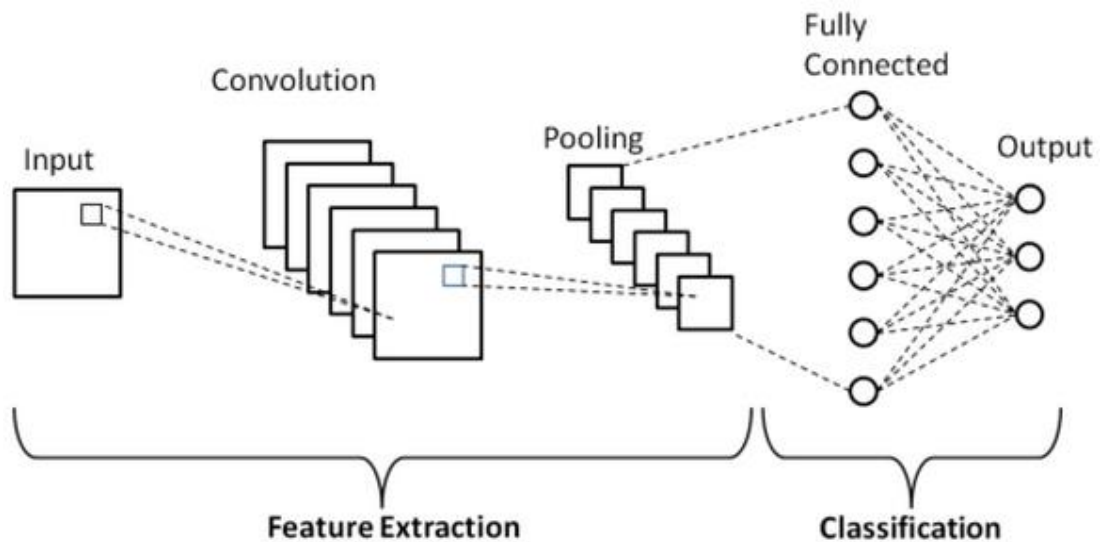 Fully
Connected
Convolution
Pooling
Input
Output
Feature Extraction
Classification